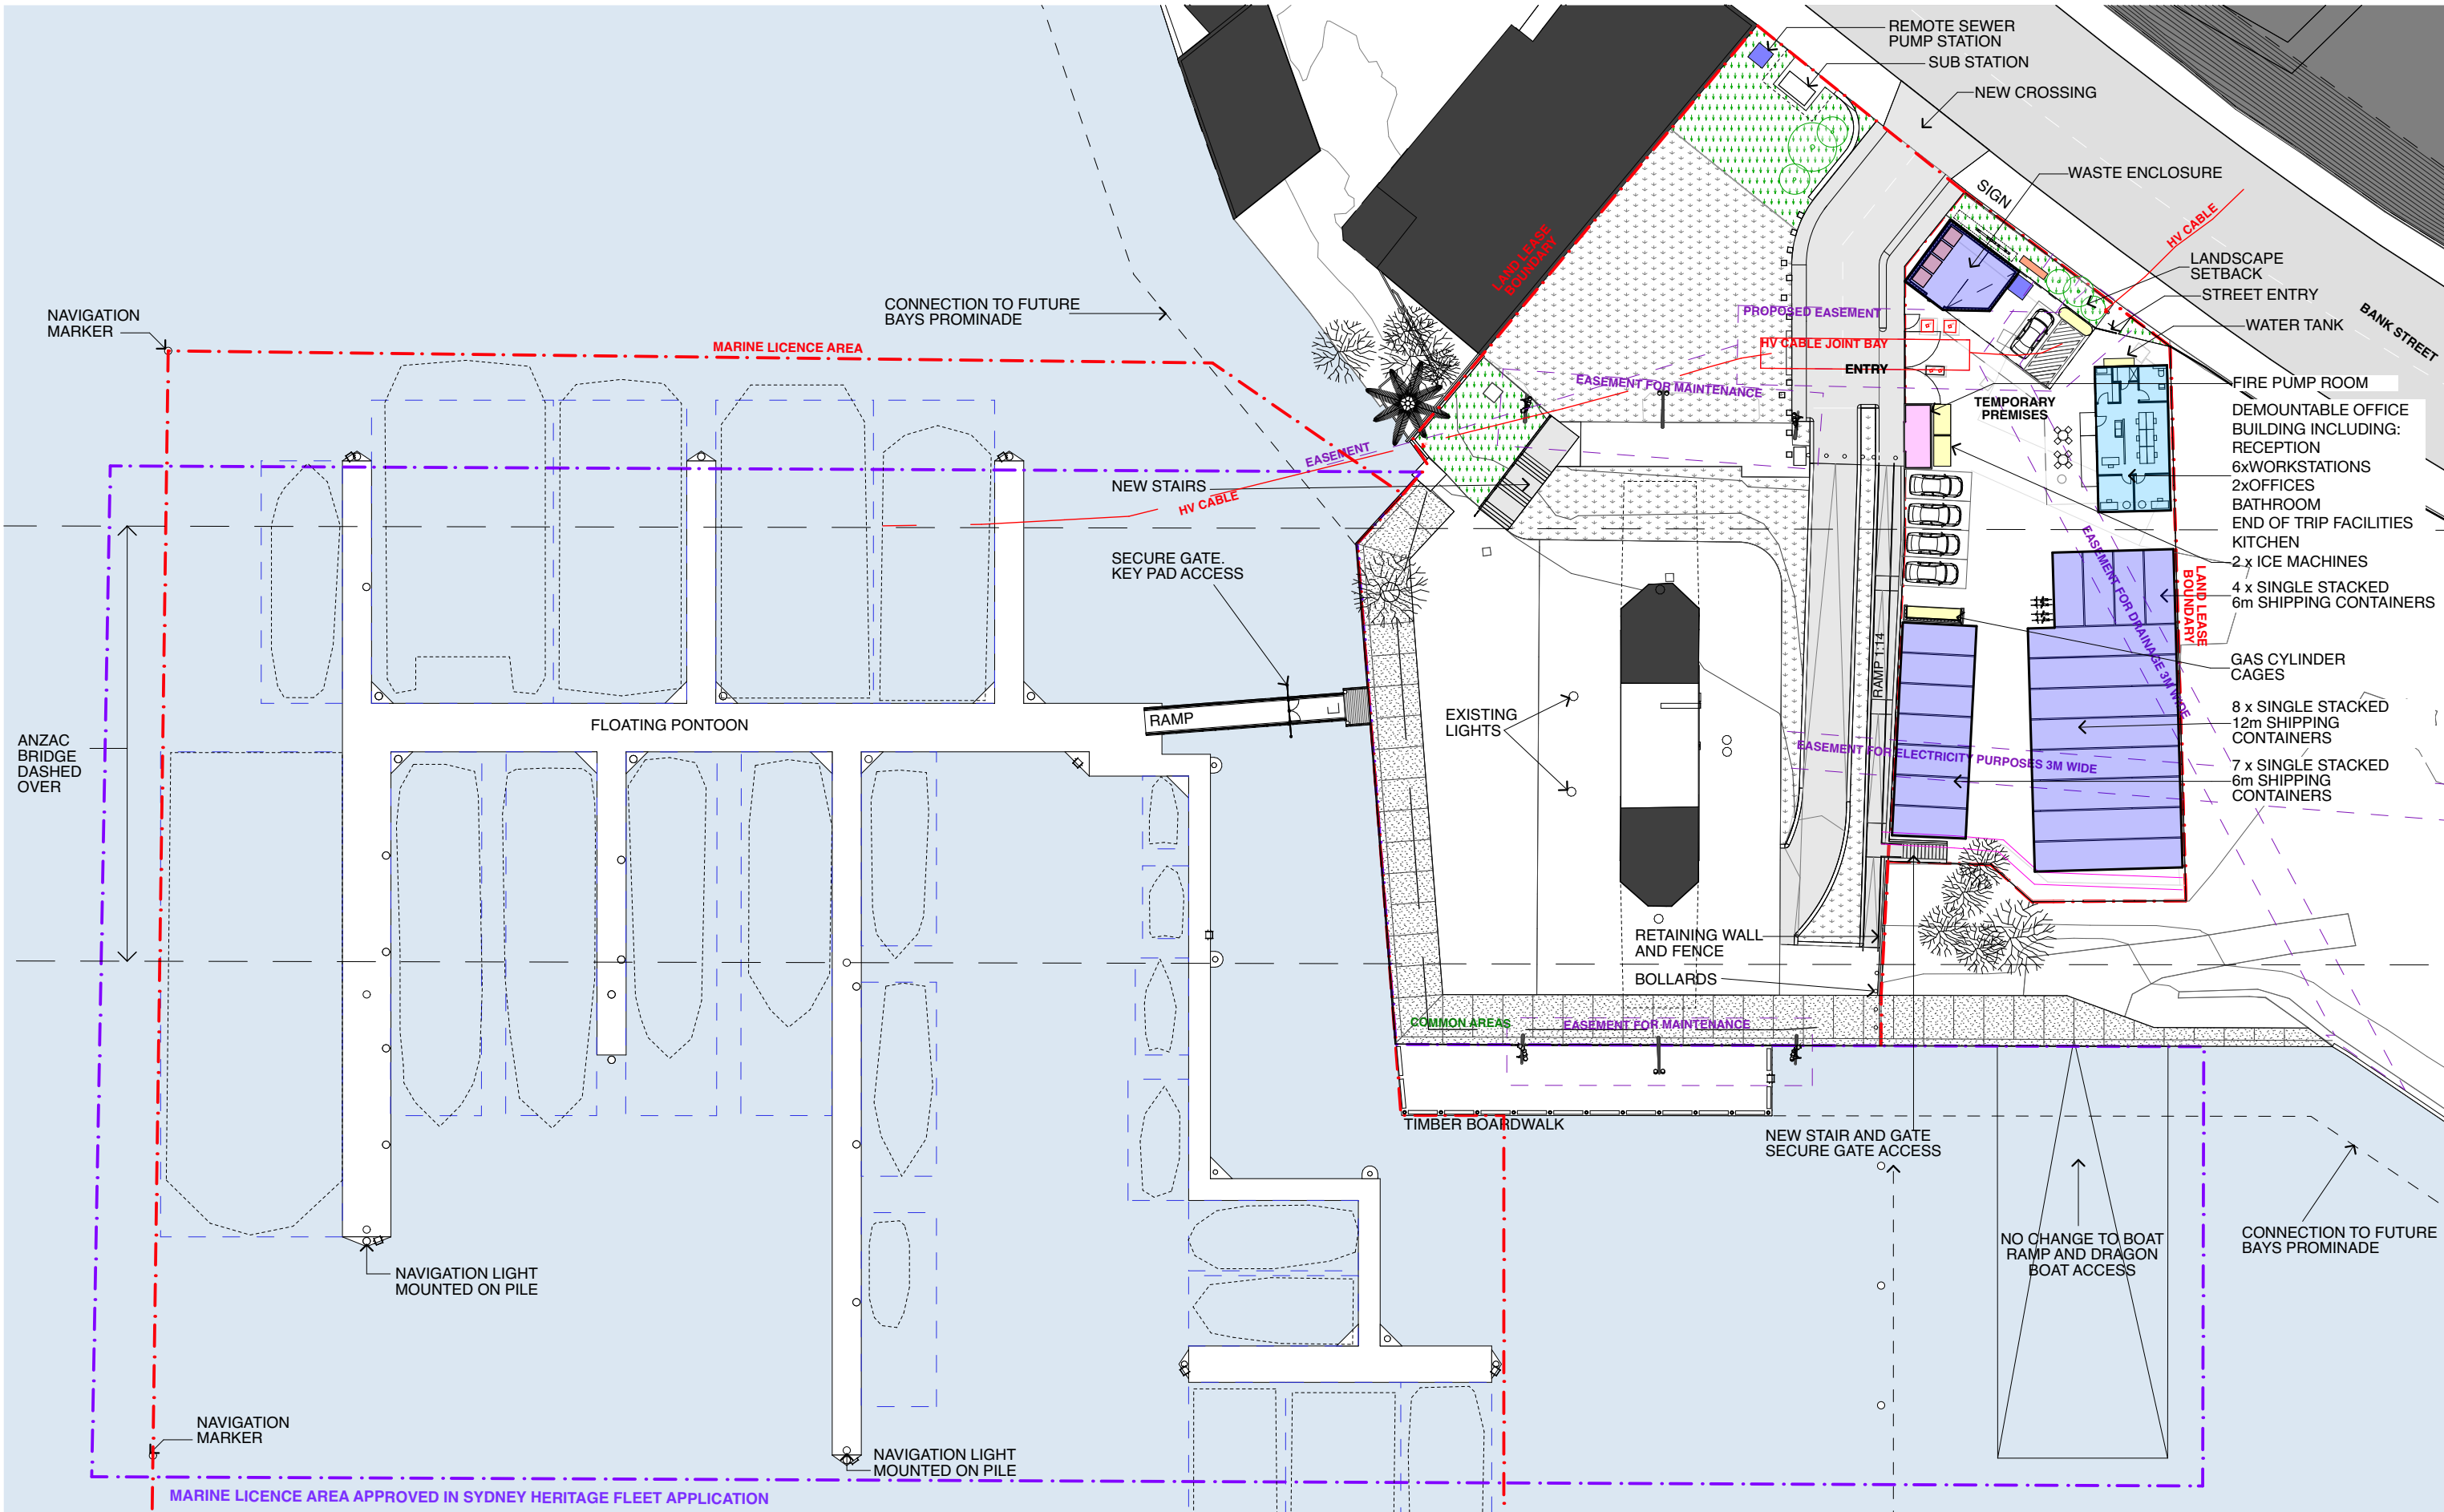 REMOTE SEWER
PUMP STATION
SUB STATION
NEW CROSSING
WASTE ENCLOSURE
SIGN
HV CABLE
LANDSCAPE
SETBACK
STREET ENTRY
WATER TANK
BANK STREET
LAND LEASE
BOUNDARY
NAVIGATION
MARKER
CONNECTION TO FUTURE
BAYS PROMINADE
MARINE LICENCE AREA
PROPOSED EASEMENT
HV CABLE JOINT BAY
ENTRY
EASEMENT FOR MAINTENANCE
TEMPORARY
PREMISES
FIRE PUMP ROOM
DEMOUNTABLE OFFICE
BUILDING INCLUDING:
RECEPTION
6xWORKSTATIONS
2xOFFICES
BATHROOM
END OF TRIP FACILITIES
KITCHEN
2 x ICE MACHINES
4 x SINGLE STACKED
6m SHIPPING CONTAINERS
GAS CYLINDER
CAGES
8 x SINGLE STACKED
12m SHIPPING
CONTAINERS
7 x SINGLE STACKED
6m SHIPPING
CONTAINERS
EASEMENT
HV CABLE
NEW STAIRS
SECURE GATE.
KEY PAD ACCESS
EASEMENT FOR DRAINAGE 3M WIDE
LAND LEASE
BOUNDARY
RAMP 1:14
RAMP
FLOATING PONTOON
EXISTING
LIGHTS
ANZAC
BRIDGE
DASHED
OVER
EASEMENT FOR ELECTRICITY PURPOSES 3M WIDE
RETAINING WALL
AND FENCE
BOLLARDS
COMMON AREAS
EASEMENT FOR MAINTENANCE
TIMBER BOARDWALK
NEW STAIR AND GATE
SECURE GATE ACCESS
NO CHANGE TO BOAT
RAMP AND DRAGON
BOAT ACCESS
CONNECTION TO FUTURE
BAYS PROMINADE
NAVIGATION LIGHT
MOUNTED ON PILE
NAVIGATION
MARKER
NAVIGATION LIGHT
MOUNTED ON PILE
MARINE LICENCE AREA APPROVED IN SYDNEY HERITAGE FLEET APPLICATION